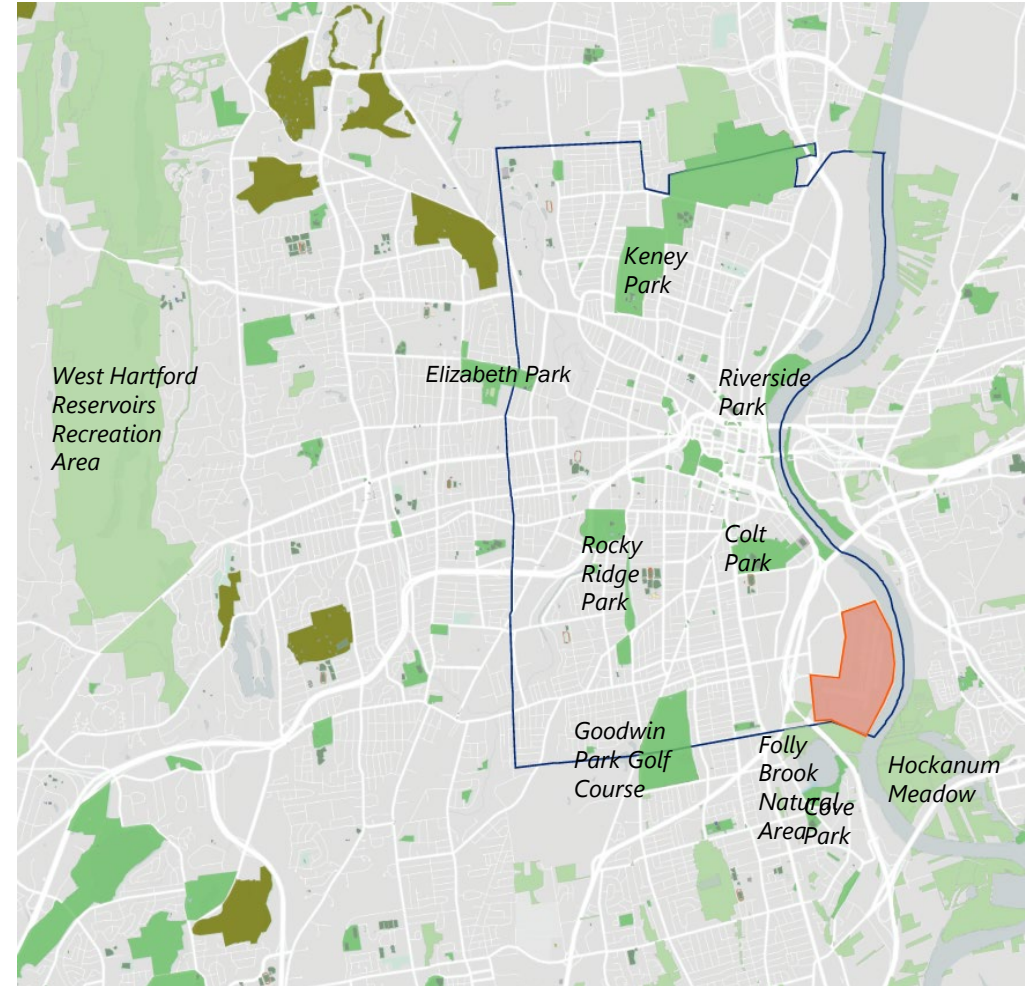 Keney
Park
Elizabeth Park
West Hartford
Reservoirs
Recreation
Area
Riverside
Park
Rocky
Ridge
Park
Colt
Park
Goodwin
Park Golf
Course
Folly
Brook
Natural
Area
Cove
Park
Hockanum
Meadow